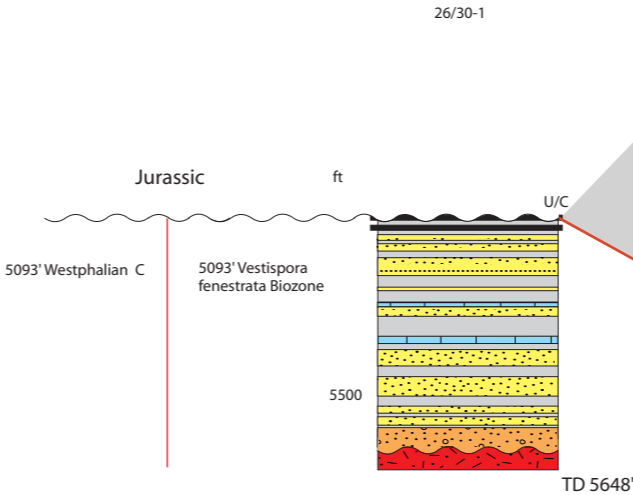 26/30-1
Jurassic
ft
U/C
5093' Westphalian C
5093' Vestispora
fenestrata Biozone
5500
TD 5648'